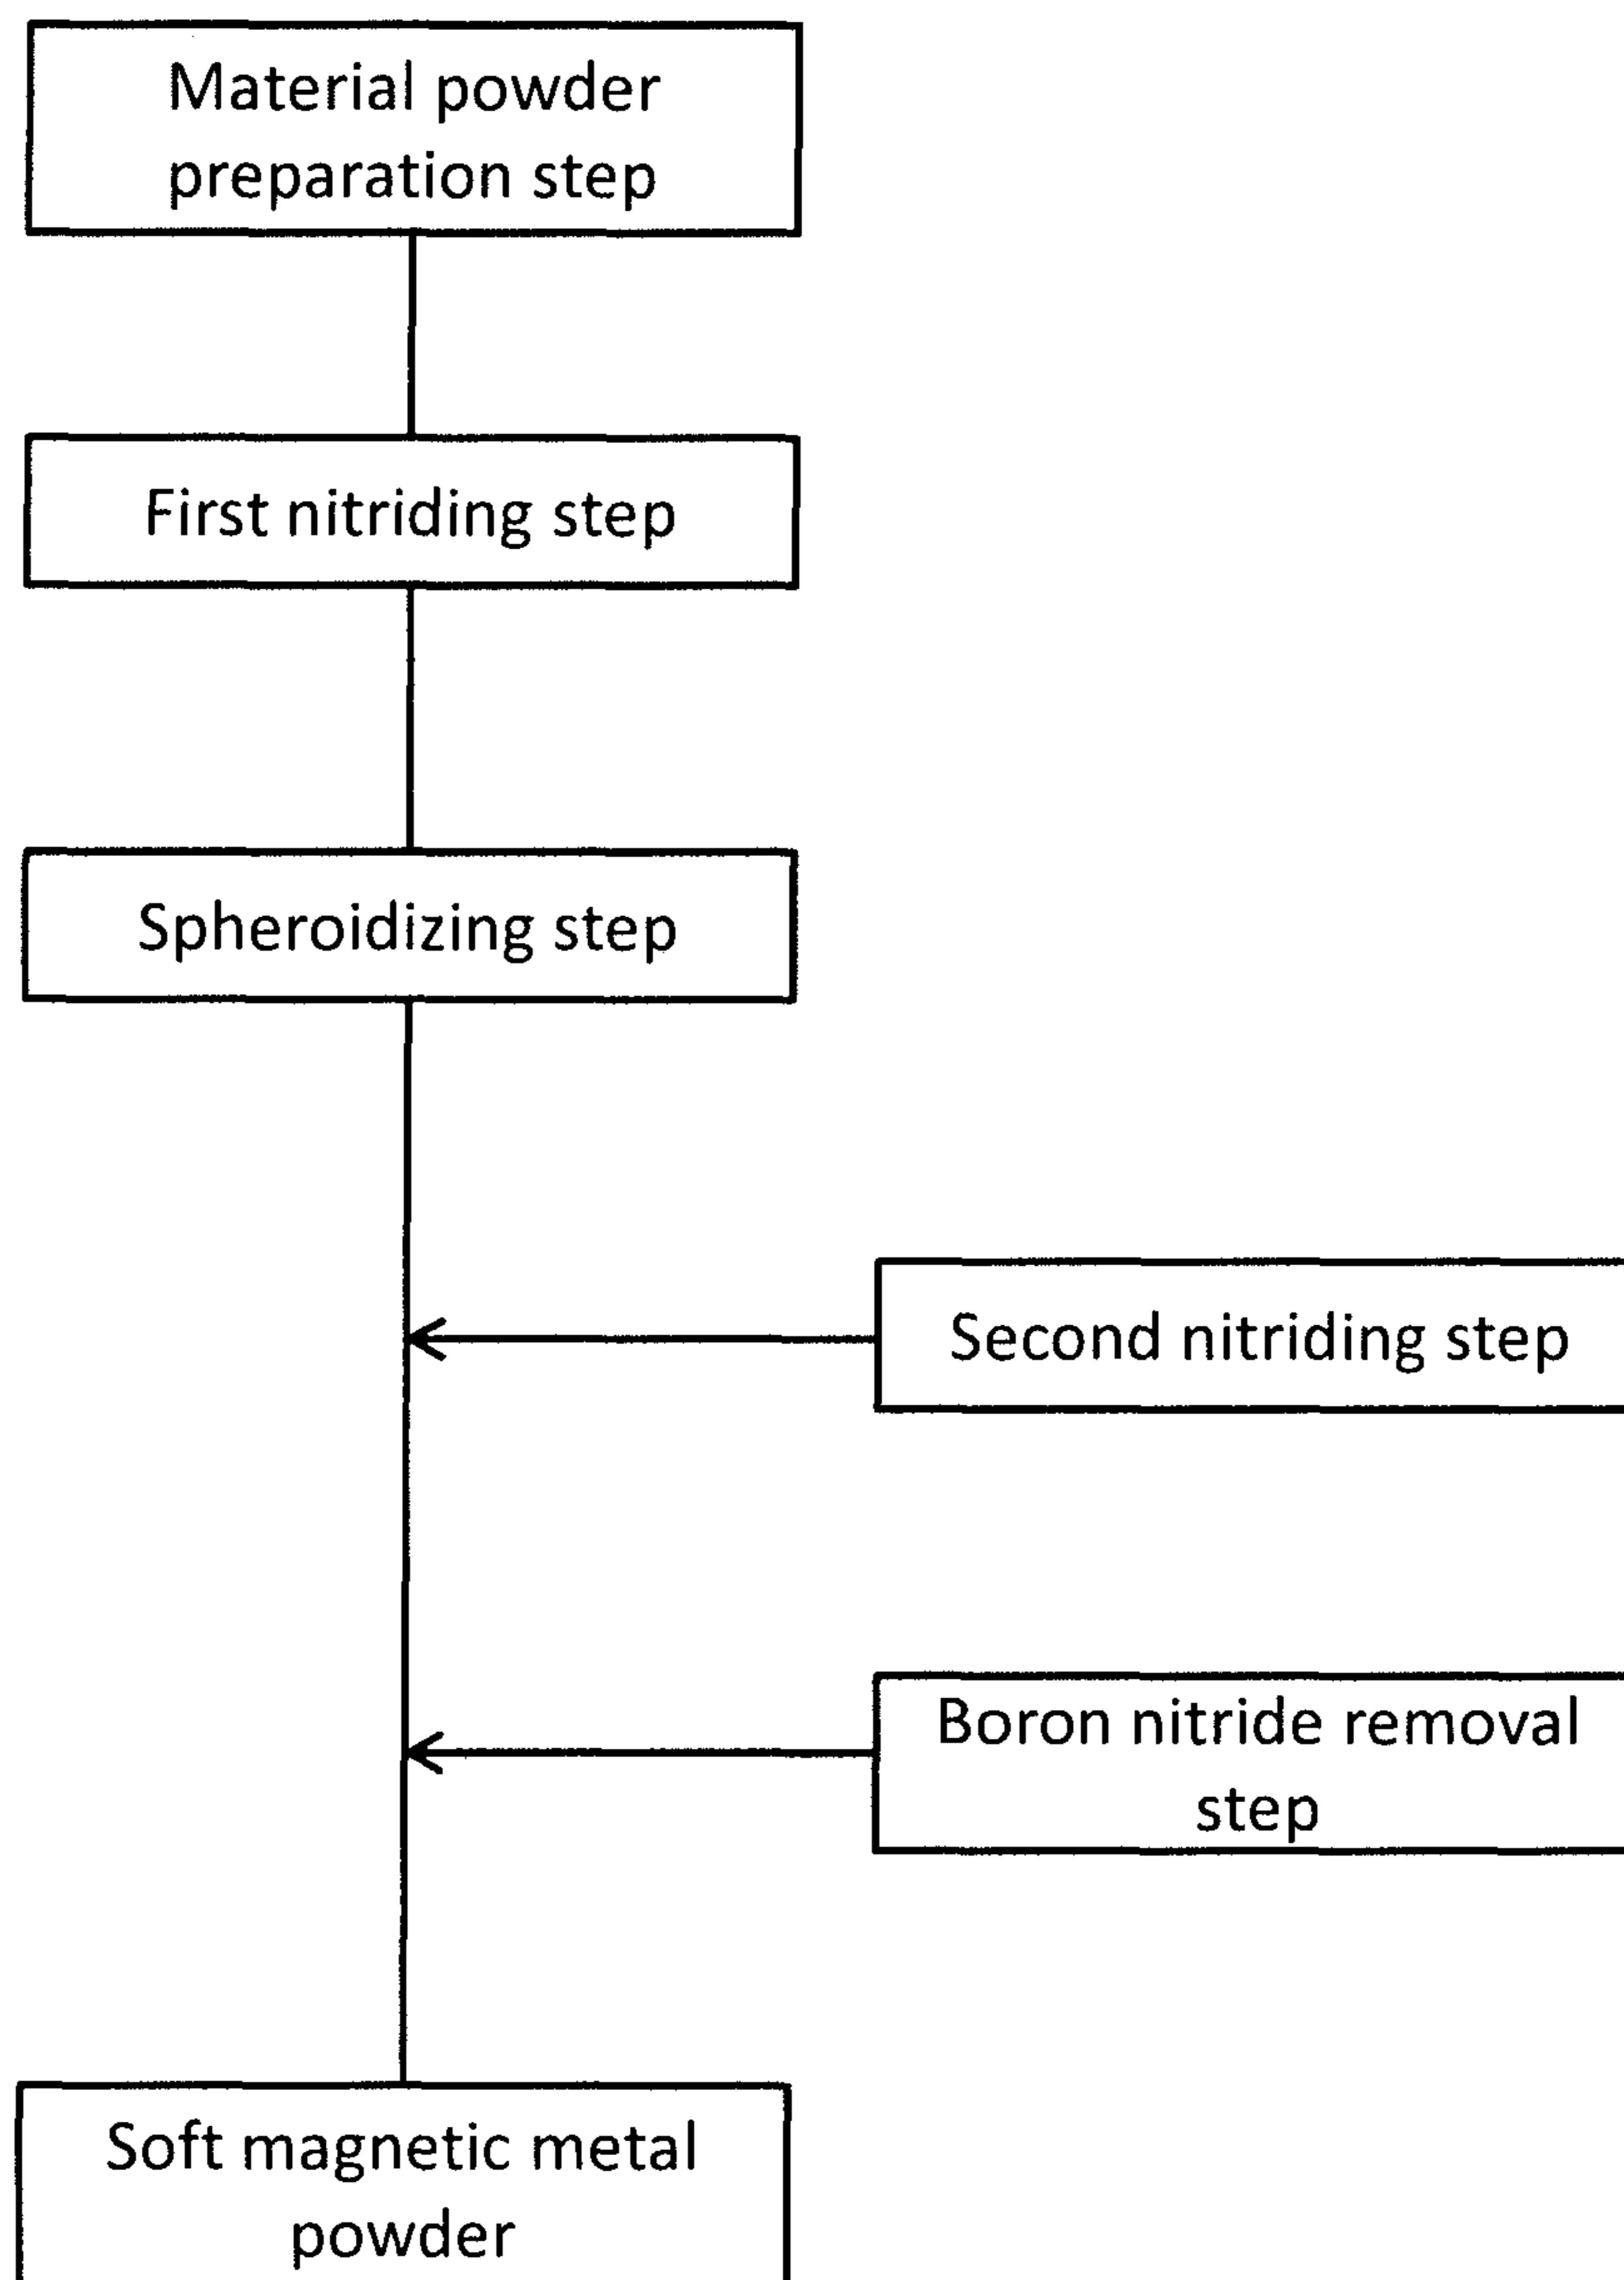 Material powder
preparation step
First nitriding step
Spheroidizing step
Second nitriding step
Boron nitride removal
step
Soft magnetic metal
powder